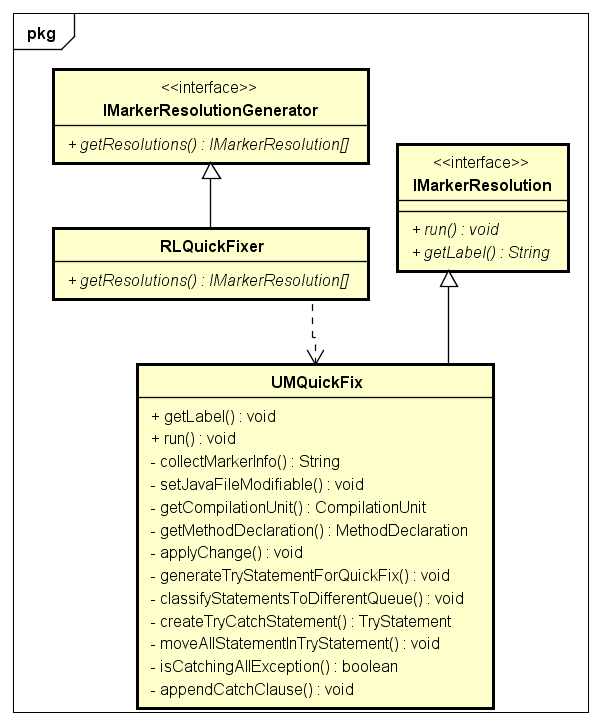 pkg
<<interface>>
IMarkerResolutionGenerator
+ getResolutions() : IMarkerResolution[]
<<interface>>
IMarkerResolution
+ run() : void
+ getLabel() : String
RLQuickFixer
+ getResolutions() : IMarkerResolution[]
UMQuickFix
+ getLabel() : void
+ run() : void
- collectMarkerInfo() : String
- setJavaFileModifiable() : void
- getCompilationUnit() : CompilationUnit
- getMethodDeclaration() : MethodDeclaration
- applyChange() : void
- generateTryStatementForQuickFix() : void
- classifyStatementsToDifferentQueue() : void
- createTryCatchStatement() : TryStatement
- moveAllStatementInTryStatement() : void
- isCatchingAllException() : boolean
- appendCatchClause() : void